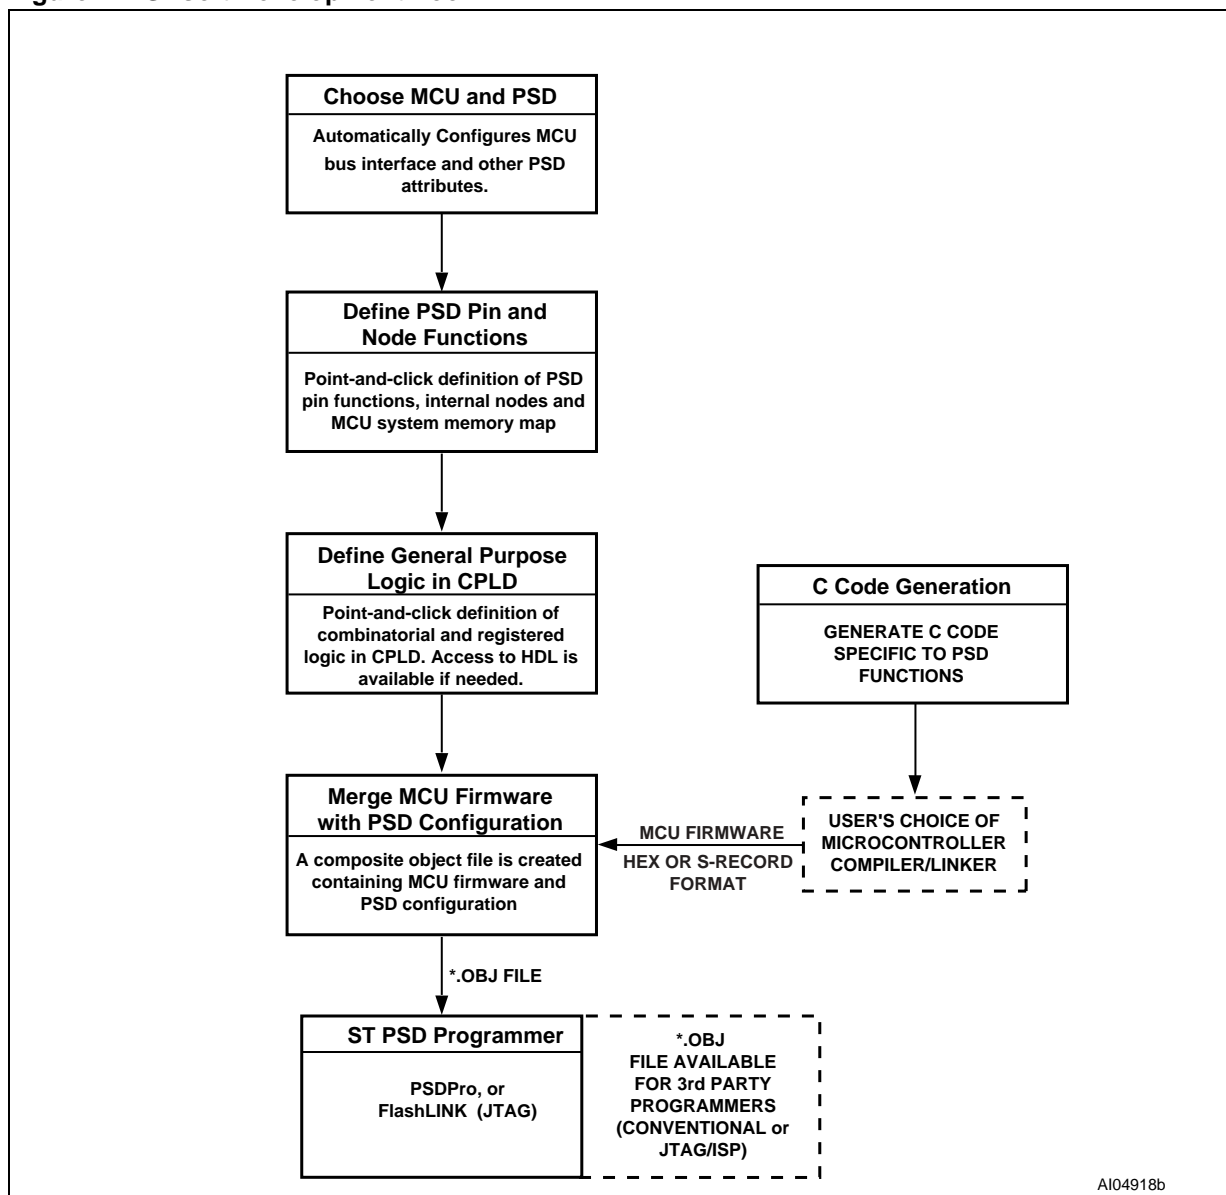 Choose MCU and PSD
Automatically Configures MCU
bus interface and other PSD
attributes.
Define PSD Pin and
Node Functions
Point-and-click definition of PSD
pin functions, internal nodes and
MCU system memory map
Define General Purpose
Logic in CPLD
Point-and-click definition of
combinatorial and registered
logic in CPLD. Access to HDL is
available if needed.
C Code Generation
GENERATE C CODE
SPECIFIC TO PSD
FUNCTIONS
Merge MCU Firmware
with PSD Configuration
A composite object file is created
containing MCU firmware and
PSD configuration
MCU FIRMWARE
HEX OR S-RECORD
FORMAT
USER'S CHOICE OF
MICROCONTROLLER
COMPILER/LINKER
*.OBJ FILE
ST PSD Programmer
PSDPro, or
FlashLINK (JTAG)
*.OBJ
FILE AVAILABLE
FOR 3rd PARTY
PROGRAMMERS
(CONVENTIONAL or
JTAG/ISP)
AI04918b